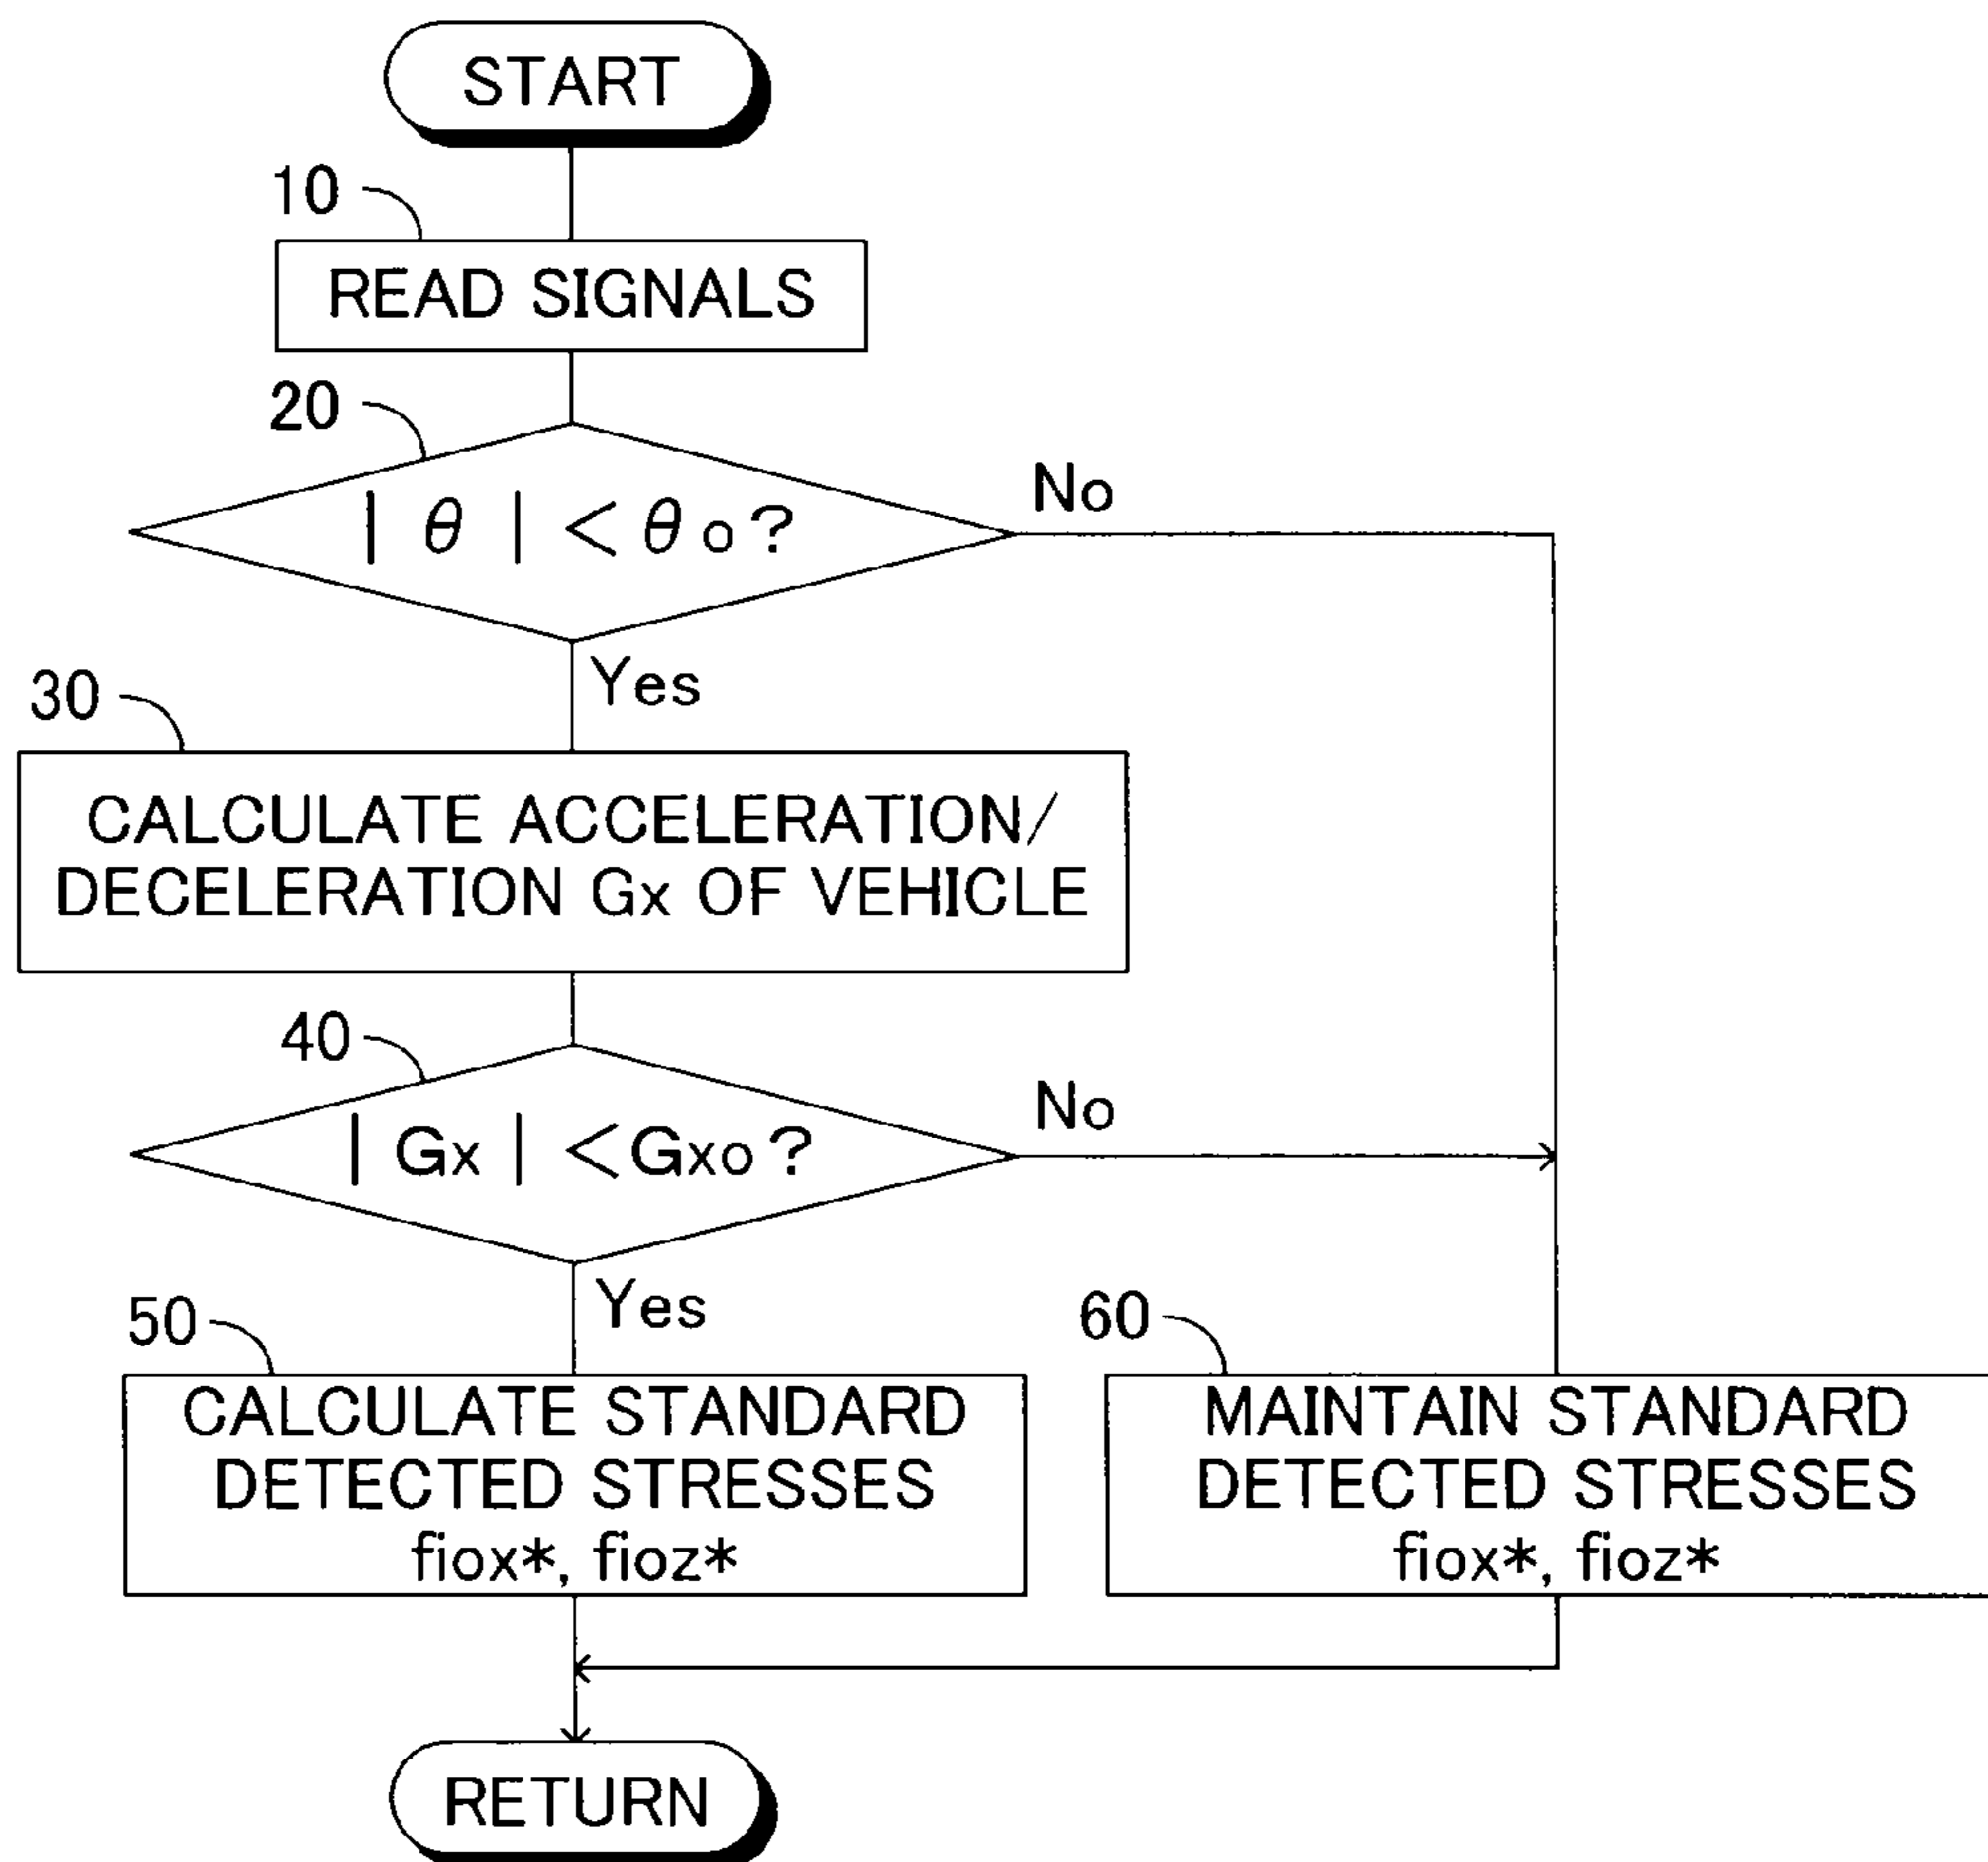 START
10
READ SIGNALS
20
| θ | < θo?
No
Yes
30
CALCULATE ACCELERATION/
DECELERATION Gx OF VEHICLE
40
| Gx | <Gxo?
No
Yes
50
CALCULATE STANDARD
DETECTED STRESSES
fiox*, fioz*
60
MAINTAIN STANDARD
DETECTED STRESSES
fiox*, fioz*
RETURN